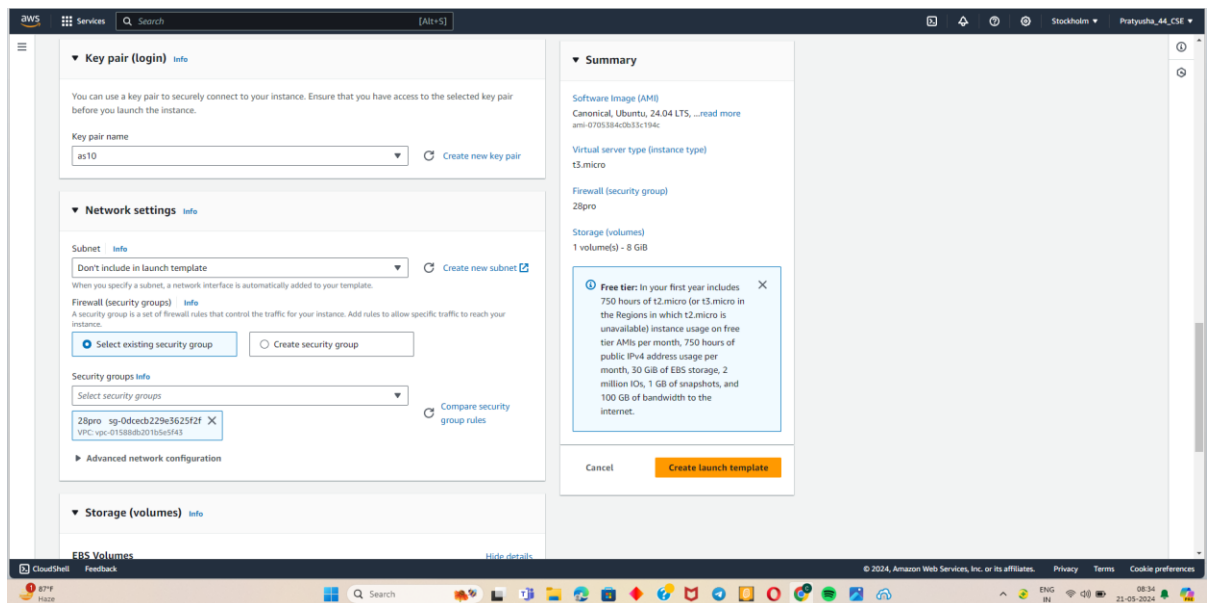 aws
Services
Search
[Alt+S]
Stockholm
Pratyusha_44_CSE
Key pair (login) Info
You can use a key pair to securely connect to your instance. Ensure that you have access to the selected key pair
before you launch the instance.
Key pair name
as10
Create new key pair
Network settings Info
Subnet Info
Don't include in launch template
Create new subnet
When you specify a subnet, a network interface is automatically added to your template.
Firewall (security groups) Info
A security group is a set of firewall rules that control the traffic for your instance. Add rules to allow specific traffic to reach your
instance.
Select existing security group
Create security group
Security groups Info
Select security groups
28pro sg-0dcecb229e3625f2f
VPC: vpc-01588db201b5e5f43
Compare security
group rules
Advanced network configuration
Storage (volumes) Info
EBS Volumes
Hide details
Summary
Software Image (AMI)
Canonical, Ubuntu, 24.04 LTS, ...read more
ami-0705384c0b33c194c
Virtual server type (instance type)
t3.micro
Firewall (security group)
28pro
Storage (volumes)
1 volume(s) - 8 GiB
Free tier: In your first year includes
750 hours of t2.micro (or t3.micro in
the Regions in which t2.micro is
unavailable) instance usage on free
tier AMIs per month, 750 hours of
public IPv4 address usage per
month, 30 GiB of EBS storage, 2
million IOs, 1 GB of snapshots, and
100 GB of bandwidth to the
internet.
Cancel
Create launch template
CloudShell
Feedback
© 2024, Amazon Web Services, Inc. or its affiliates.
Privacy
Terms
Cookie preferences
1
87°F
Haze
Search
ENG
IN
08:34
21-05-2024